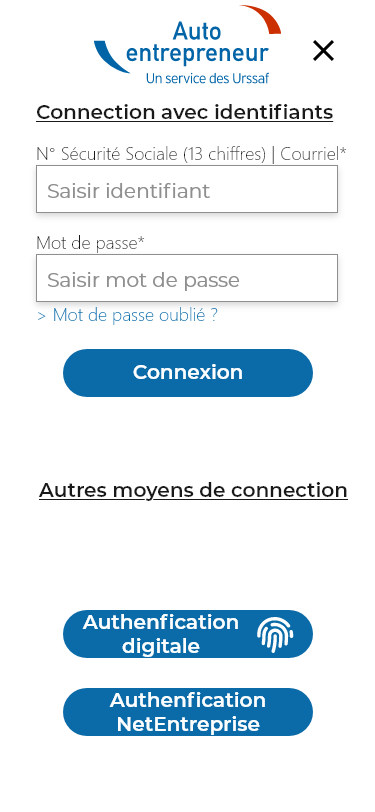 Auto
entrepreneur
Un service des Urssaf
Connection avec identifiants
N° Sécurité Sociale (13 chiffres) | Courriel*
Saisir identifiant
Mot de passe*
Saisir mot de passe
> Mot de passe oublié ?
Connexion
Autres moyens de connection
Authenfication
digitale
Authenfication
NetEntreprise